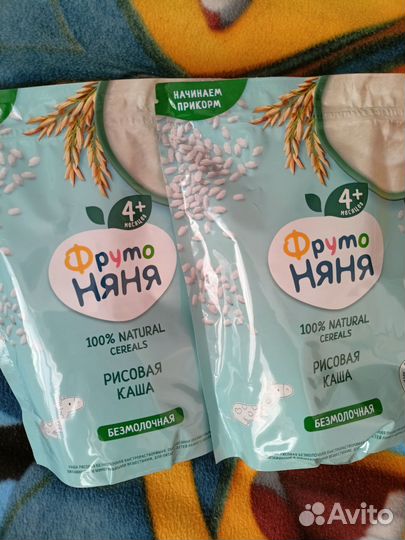 4+
МЕСЯЦЕВ
Фруто
НЯНЯ
100% NATURAL
CEREALS
РИСОВАЯ
КАША
БЕЗМОЛОЧНАЯ
НАЧИНАЕМ
ПРИКОРМ
4+
МЕСЯЦЕВ
Фруто
НЯНЯ
100% NATURAL
CEREALS
РИСОВАЯ
КАША
БЕЗМОЛОЧНАЯ
Avito